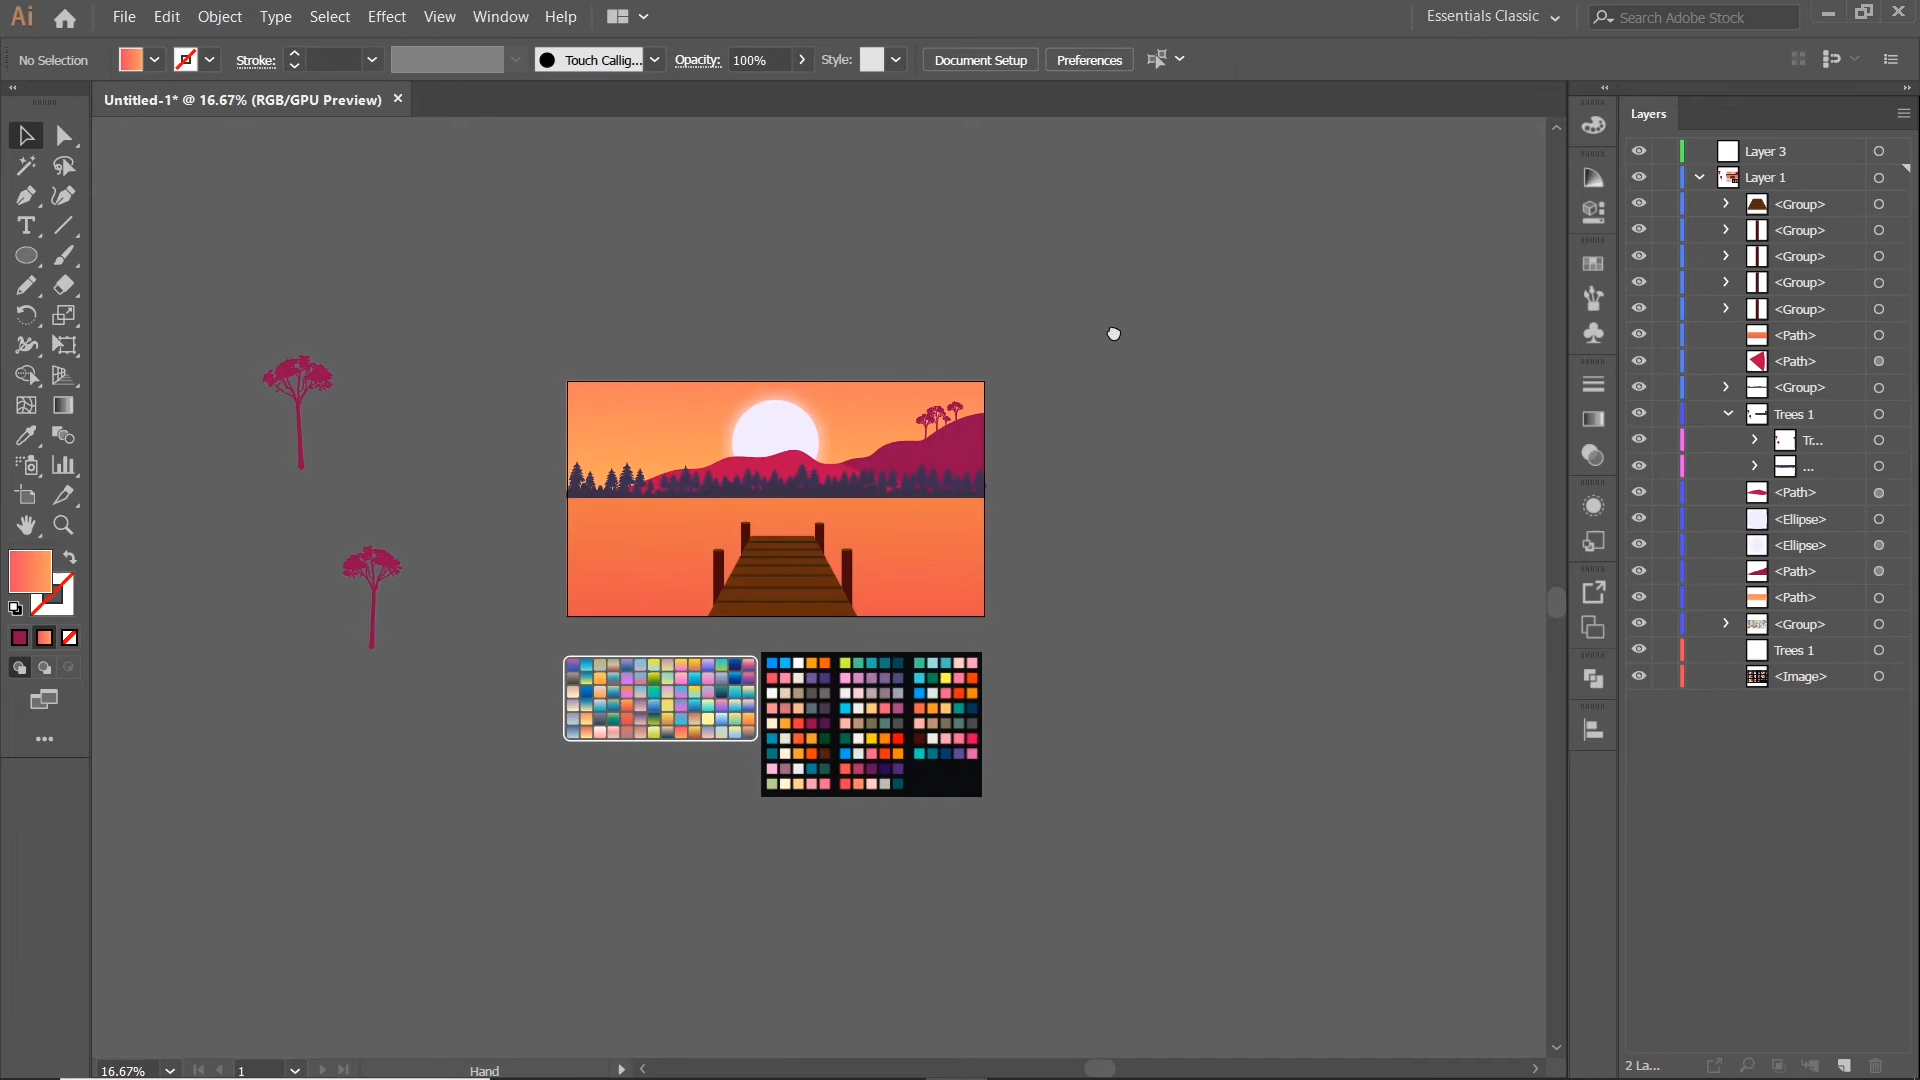 Ai File Edit Object Type Select Effect View Window Help Essentials Classic Search Adobe Stock
No Selection Stroke: Touch Callig... Opacity: 100% Style: Document Setup Preferences
Untitled-1* @ 16.67% (RGB/GPU Preview)
Layers
Layer 3
Layer 1
<Group>
<Group>
<Group>
<Group>
<Group>
<Path>
<Path>
<Group>
Trees 1
Tr...
...
<Path>
<Ellipse>
<Ellipse>
<Path>
<Path>
<Group>
Trees 1
<Image>
16.67% 1 Hand 2 La...